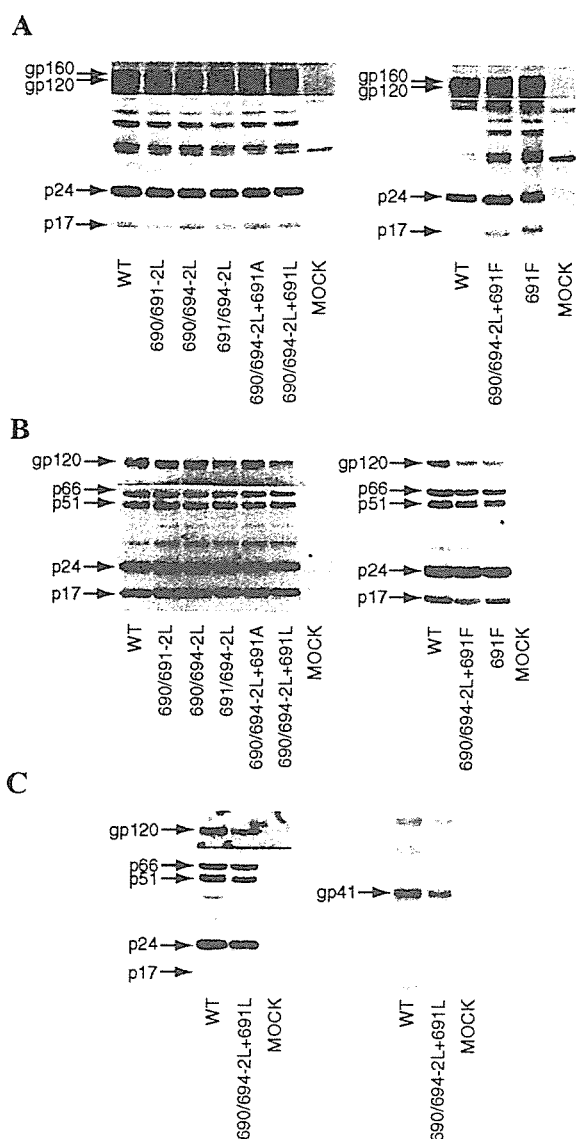 A
gp160
gp120
p24
p17
WT
690/691-2L
690/694-2L
691/694-2L
690/694-2L+691A
690/694-2L+691L
MOCK
gp160
gp120
p24
p17
WT
690/694-2L+691F
691F
MOCK
B
gp120
p66
p51
p24
p17
WT
690/691-2L
690/694-2L
691/694-2L
690/694-2L+691A
690/694-2L+691L
MOCK
gp120
p66
p51
p24
p17
WT
690/694-2L+691F
691F
MOCK
C
gp120
p66
p51
p24
p17
WT
690/694-2L+691L
MOCK
gp41
WT
690/694-2L+691L
MOCK